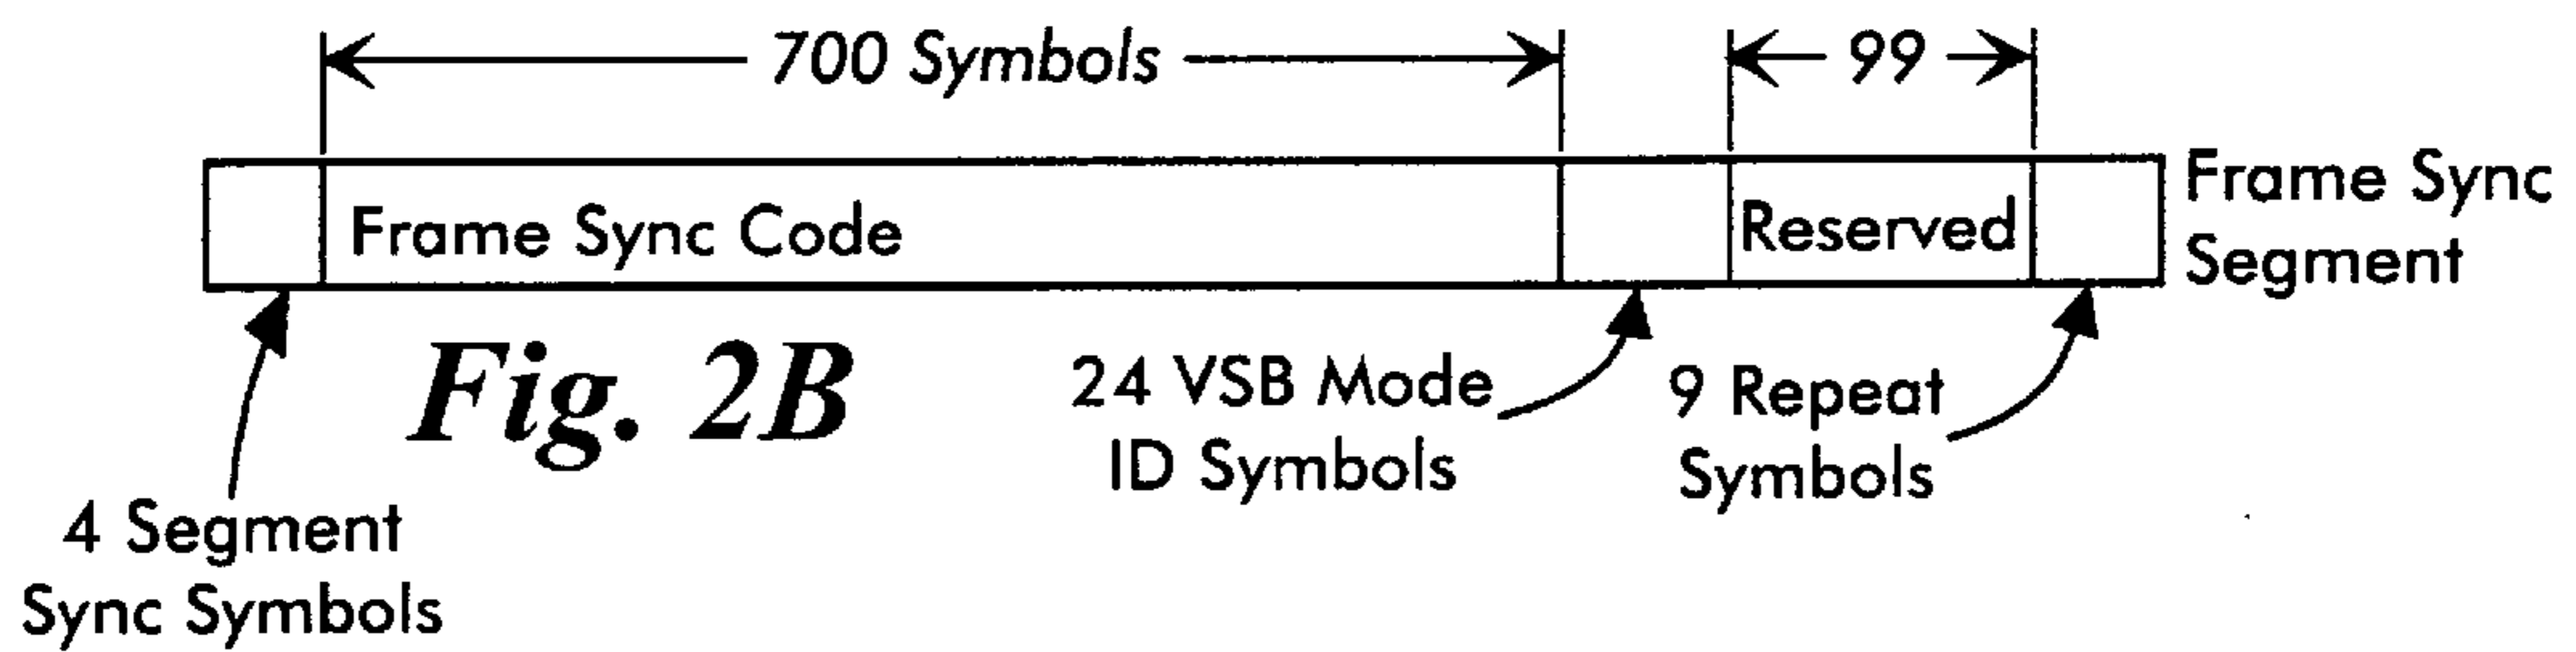 700 Symbols
99
Frame Sync Code
Reserved
Frame Sync
Segment
Fig. 2B
24 VSB Mode
ID Symbols
9 Repeat
Symbols
4 Segment
Sync Symbols